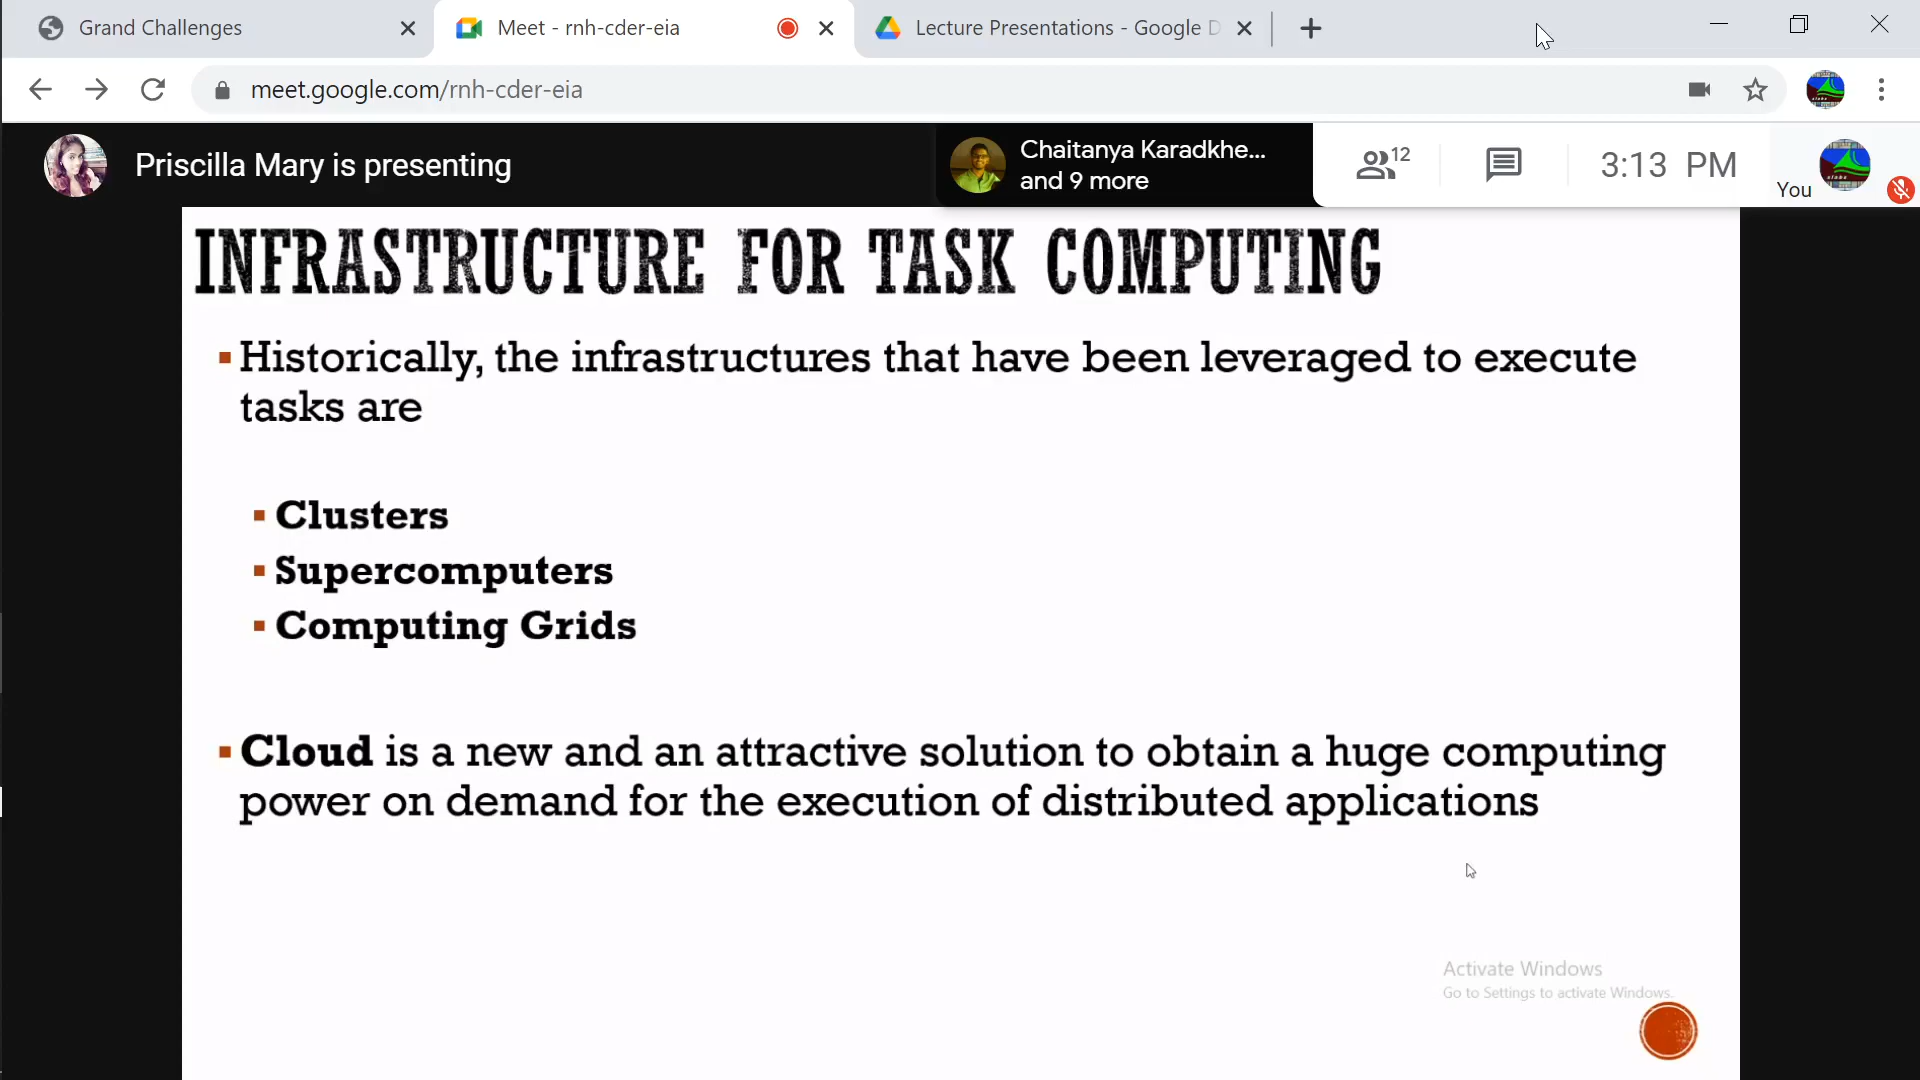 Grand Challenges
Meet - rnh-cder-eia
Lecture Presentations - Google D
meet.google.com/rnh-cder-eia
Priscilla Mary is presenting
Chaitanya Karadkhe...
and 9 more
12
3:13 PM
You
INFRASTRUCTURE FOR TASK COMPUTING
Historically, the infrastructures that have been leveraged to execute
tasks are
Clusters
Supercomputers
Computing Grids
Cloud is a new and an attractive solution to obtain a huge computing
power on demand for the execution of distributed applications
Activate Windows
Go to Settings to activate Windows.